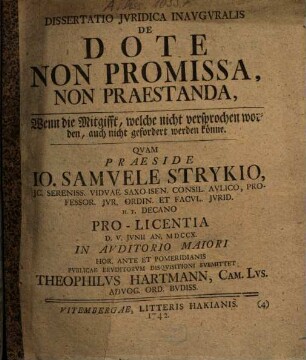 DISSERTATIO JVRIDICA INAVGVRALIS
DE
DOTE
NON PROMISSA,
NON PRAESTANDA,
Wenn die Mitgifft, welche nicht versprochen wor-
den, auch nicht gefordert werden könne.
QVAM
PRAESIDE
IO. SAMVELE STRYKIO,
JC. SERENISS. VIDVAE SAXO-ISEN. CONSIL. AVLICO, PRO-
FESSOR. JVR. ORDIN. ET FACVL. JVRID.
DECANO
PRO-LICENTIA
D. V. JVNII AN. MDCCX
IN AVDITORIO MAIORI
HOR. ANTE ET POMERIDIANIS
PVBLICAE ERVDITORVM DISQVISITIONI SVBMITTET
THEOPHILVS HARTMANN, CAM. LVS.
ADVOC. ORD. BVDISS.
VITEMBERGAE, LITTERIS HAKIANIS. (4)
1742.